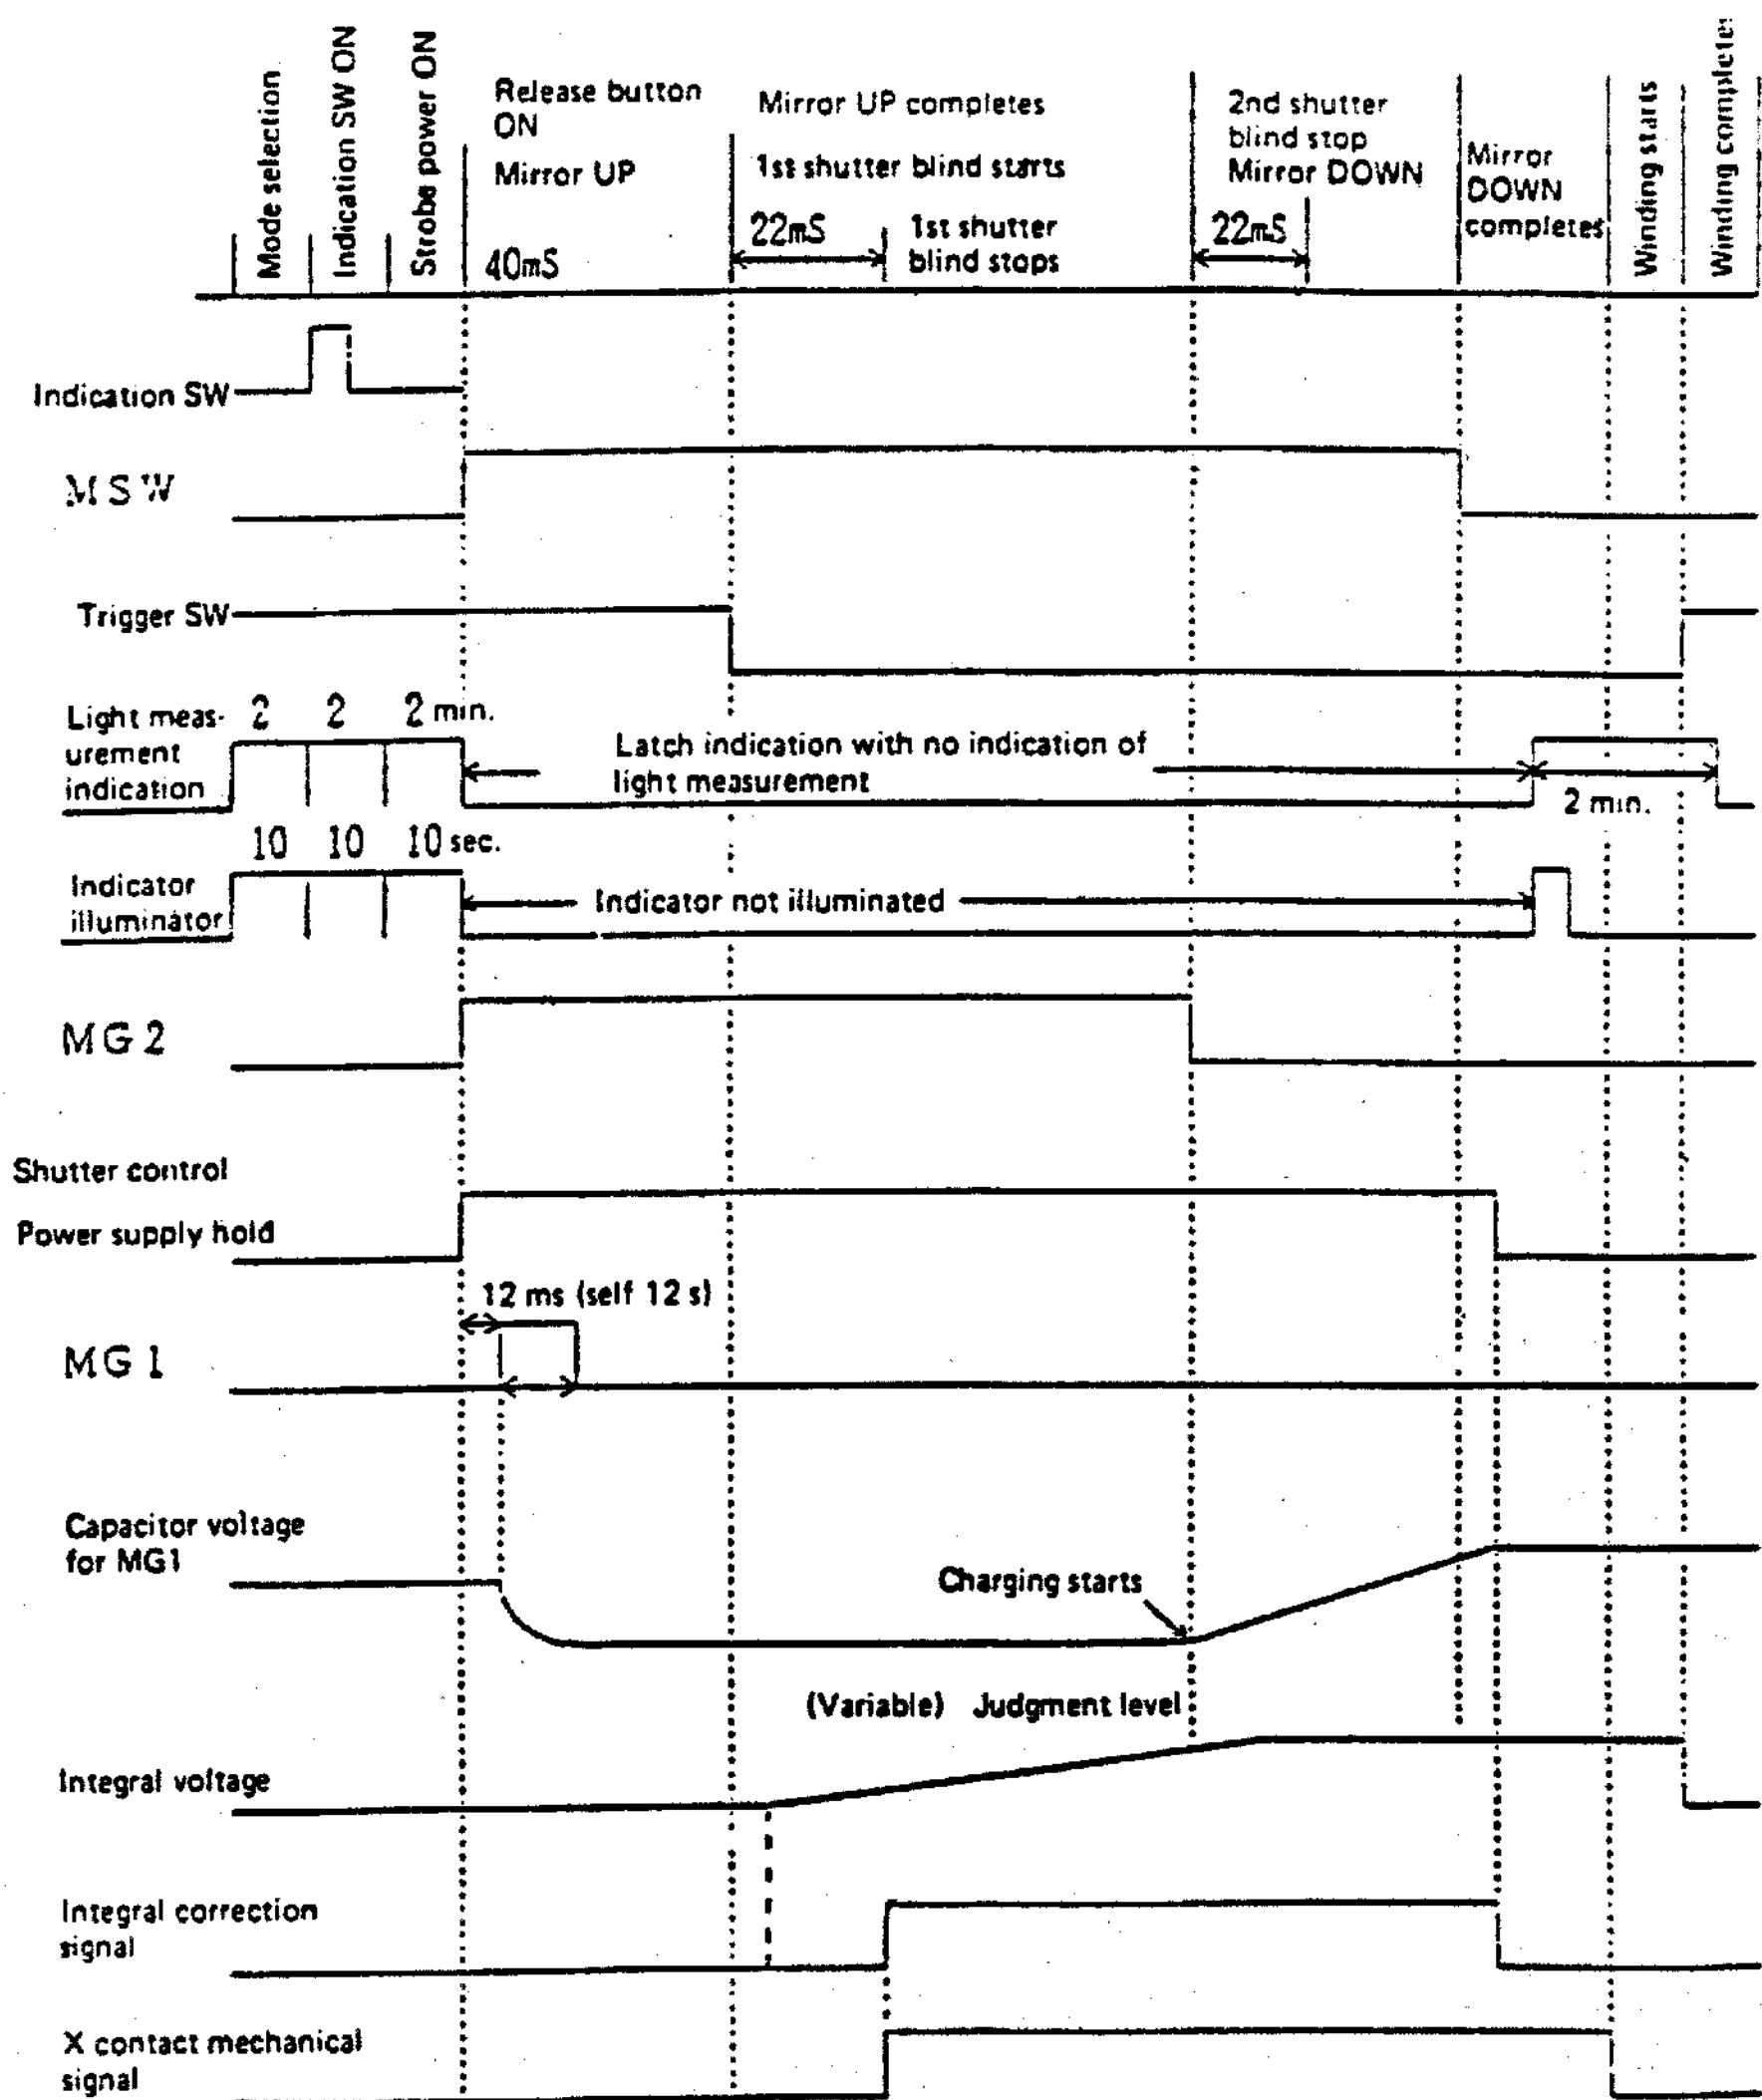 Mode selection
Indication SW ON
Strobe power ON
Release button
ON
Mirror UP
40mS
Mirror UP completes
1st shutter blind starts
22mS
1st shutter
blind stops
2nd shutter
blind stop
Mirror DOWN
22mS
Mirror
DOWN
completes
Winding starts
Winding completes
Indication SW
MSW
Trigger SW
Light meas-
urement
indication
2 2 2 min.
Latch indication with no indication of
light measurement
2 min.
10 10 10 sec.
Indicator
illuminator
Indicator not illuminated
MG2
Shutter control
Power supply hold
12 ms (self 12 s)
MG1
Capacitor voltage
for MG1
Charging starts
(Variable) Judgment level
Integral voltage
Integral correction
signal
X contact mechanical
signal